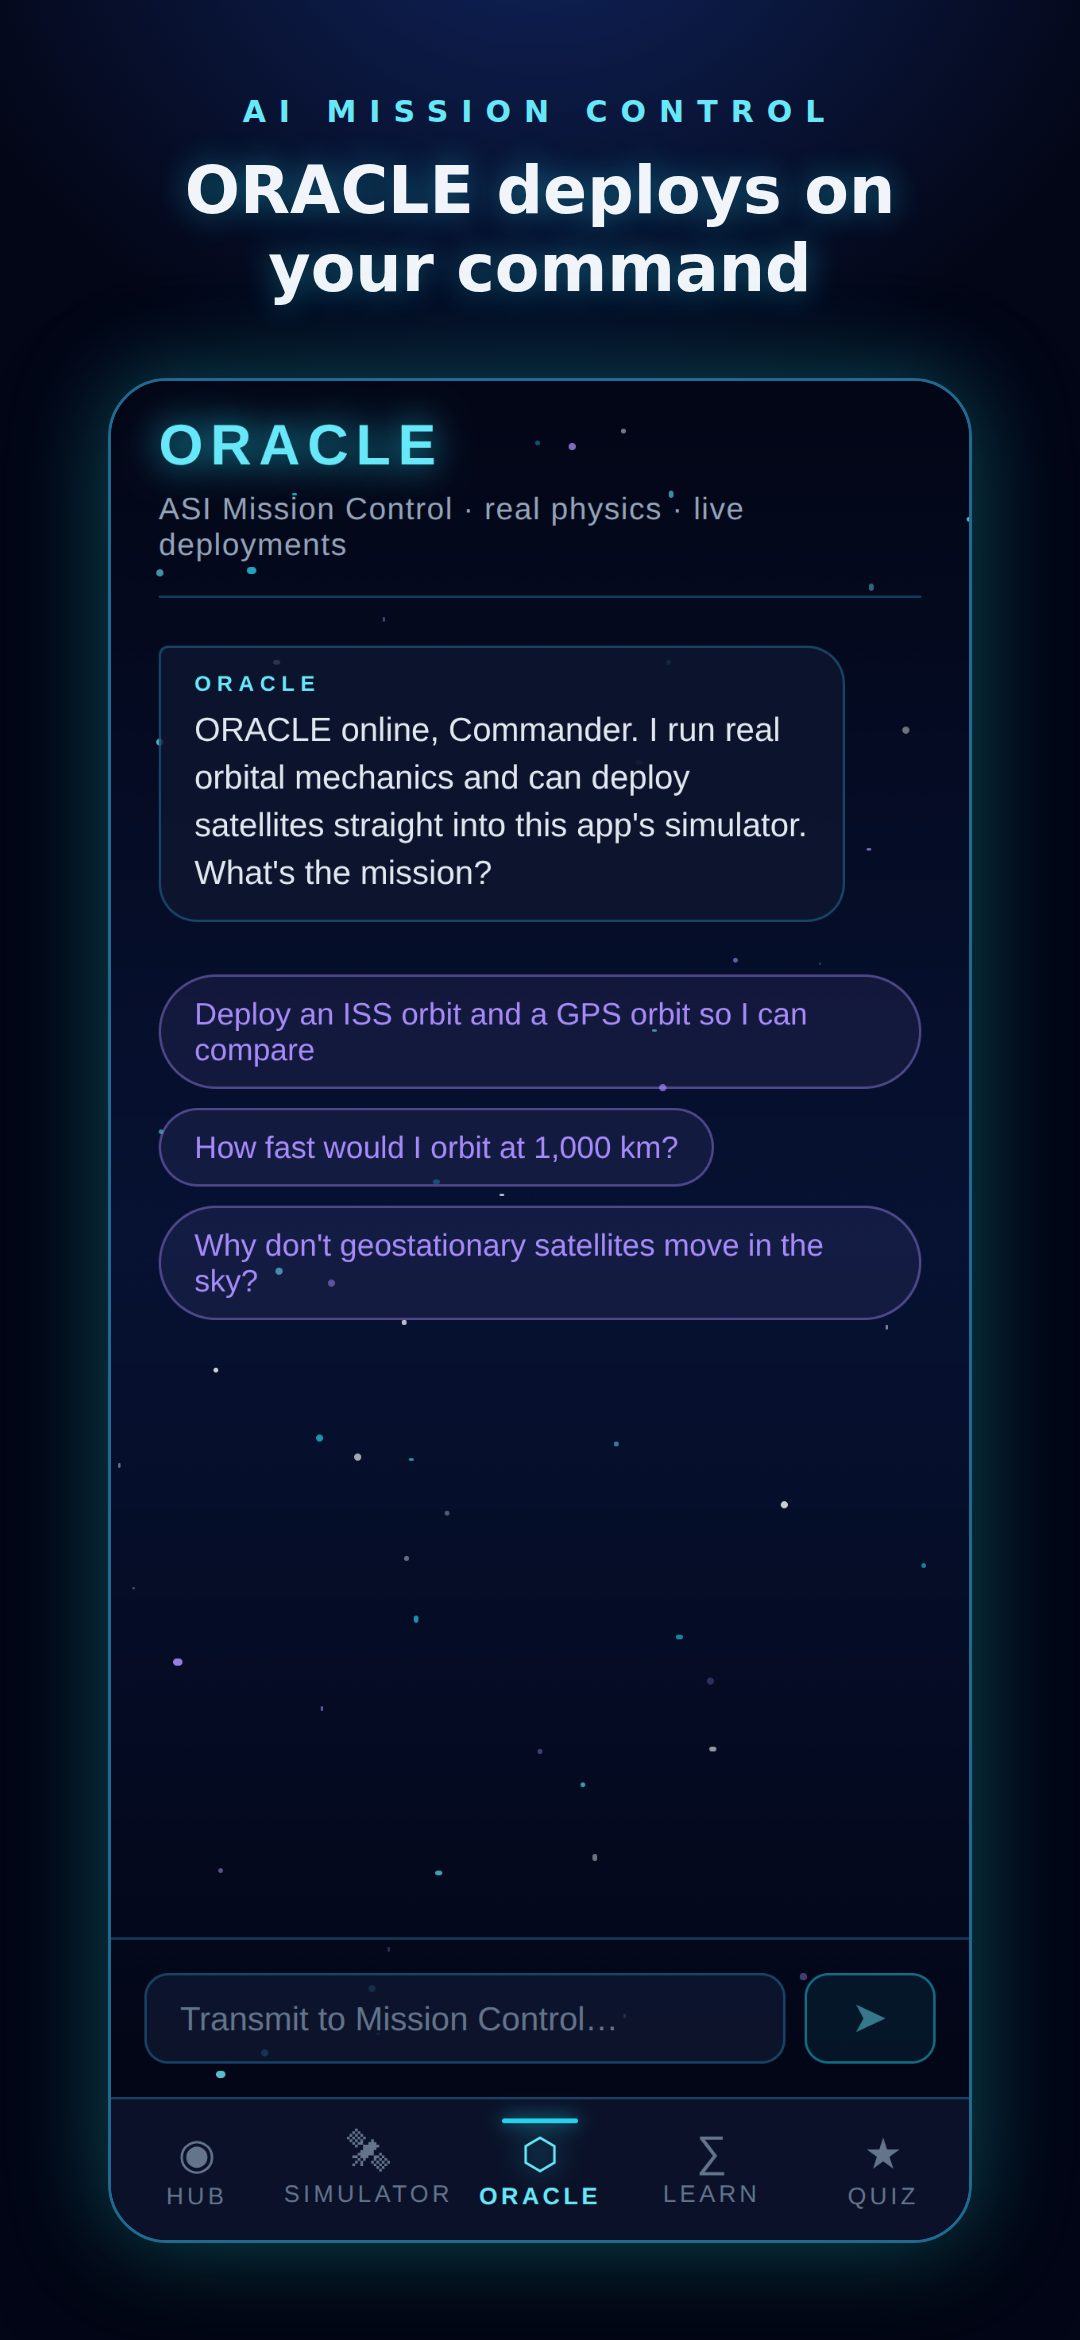 AI MISSION CONTROL
ORACLE deploys on
your command
ORACLE
ASI Mission Control · real physics · live
deployments
ORACLE
ORACLE online, Commander. I run real
orbital mechanics and can deploy
satellites straight into this app's simulator.
What's the mission?
Deploy an ISS orbit and a GPS orbit so I can
compare
How fast would I orbit at 1,000 km?
Why don't geostationary satellites move in the
sky?
Transmit to Mission Control…
HUB
SIMULATOR
ORACLE
LEARN
QUIZ